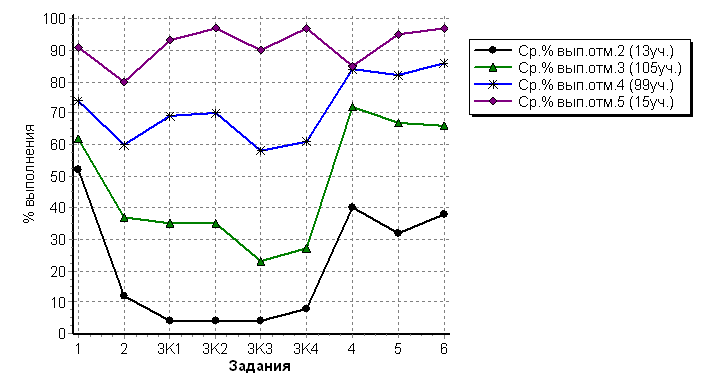 100
90
80
70
60
50
40
30
20
10
0
% выполнения
1 2 3К1 3К2 3К3 3К4 4 5 6
Задания
Ср.% вып.отм.2 (13уч.)
Ср.% вып.отм.3 (105уч.)
Ср.% вып.отм.4 (99уч.)
Ср.% вып.отм.5 (15уч.)